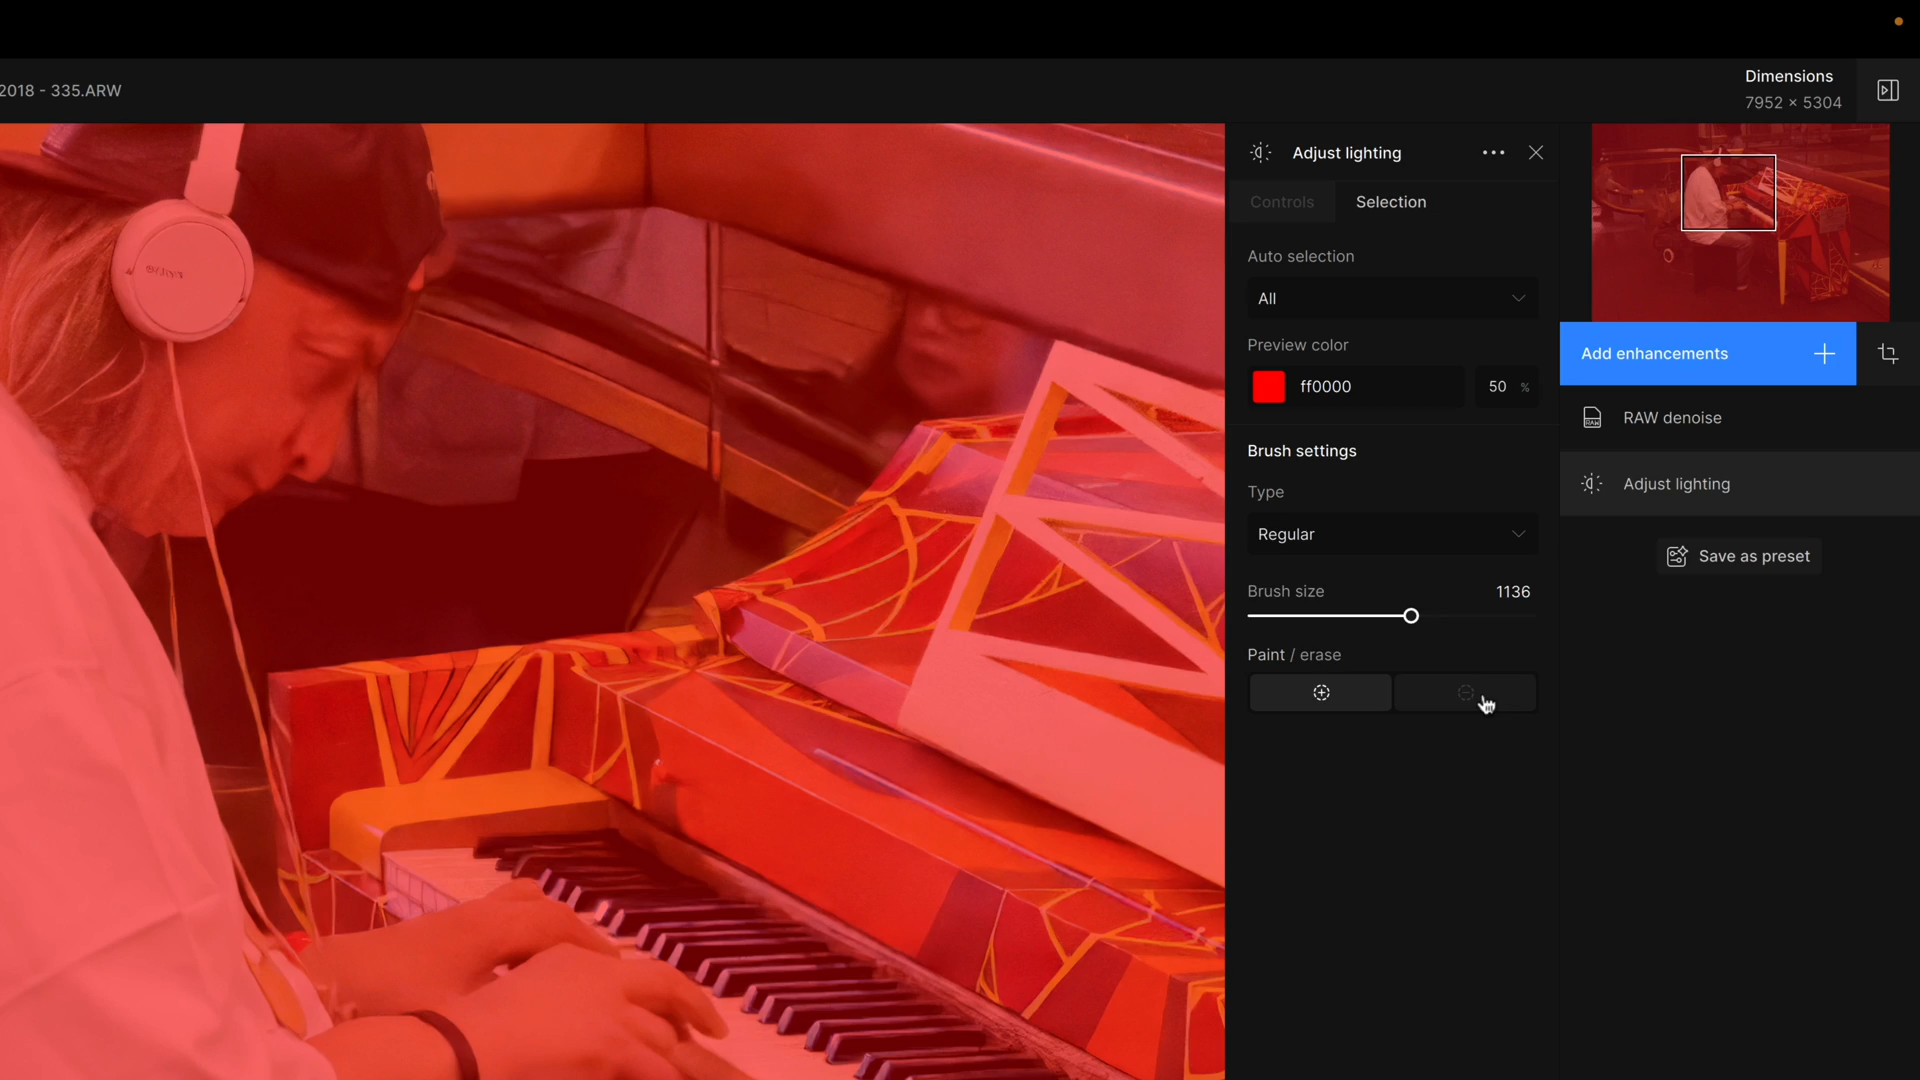 2018 - 335.ARW
Dimensions
7952 × 5304
Adjust lighting
Controls
Selection
Auto selection
All
Preview color
ff0000
50 %
Brush settings
Type
Regular
Brush size
1136
Paint / erase
Add enhancements
RAW
RAW denoise
Adjust lighting
Save as preset